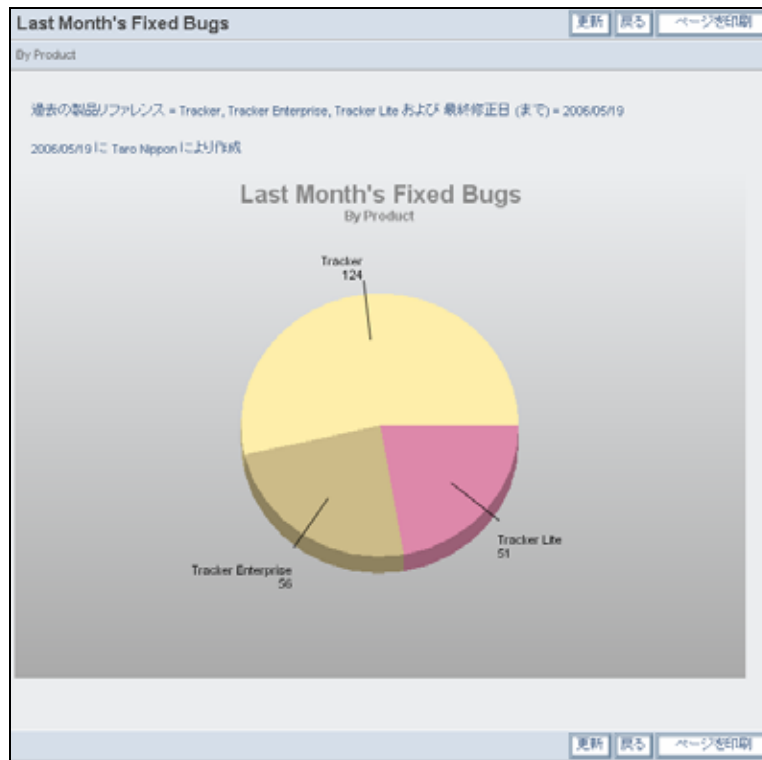 Last Month's Fixed Bugs
更新 戻る ページを印刷
By Product
過去の製品リファレンス = Tracker, Tracker Enterprise, Tracker Lite および 最終修正日 (まで) = 2006/05/19
2006/05/19 に Taro Nippon により作成
Last Month's Fixed Bugs
By Product
Tracker
124
Tracker Lite
51
Tracker Enterprise
56
更新 戻る ページを印刷